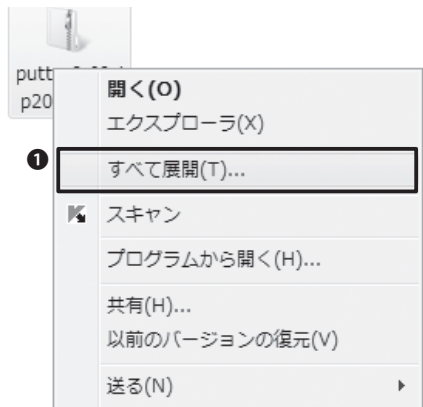 putt
p20
開く(O)
エクスプローラ(X)
❶
すべて展開(T)...
スキャン
プログラムから開く(H)...
共有(H)...
以前のバージョンの復元(V)
送る(N)